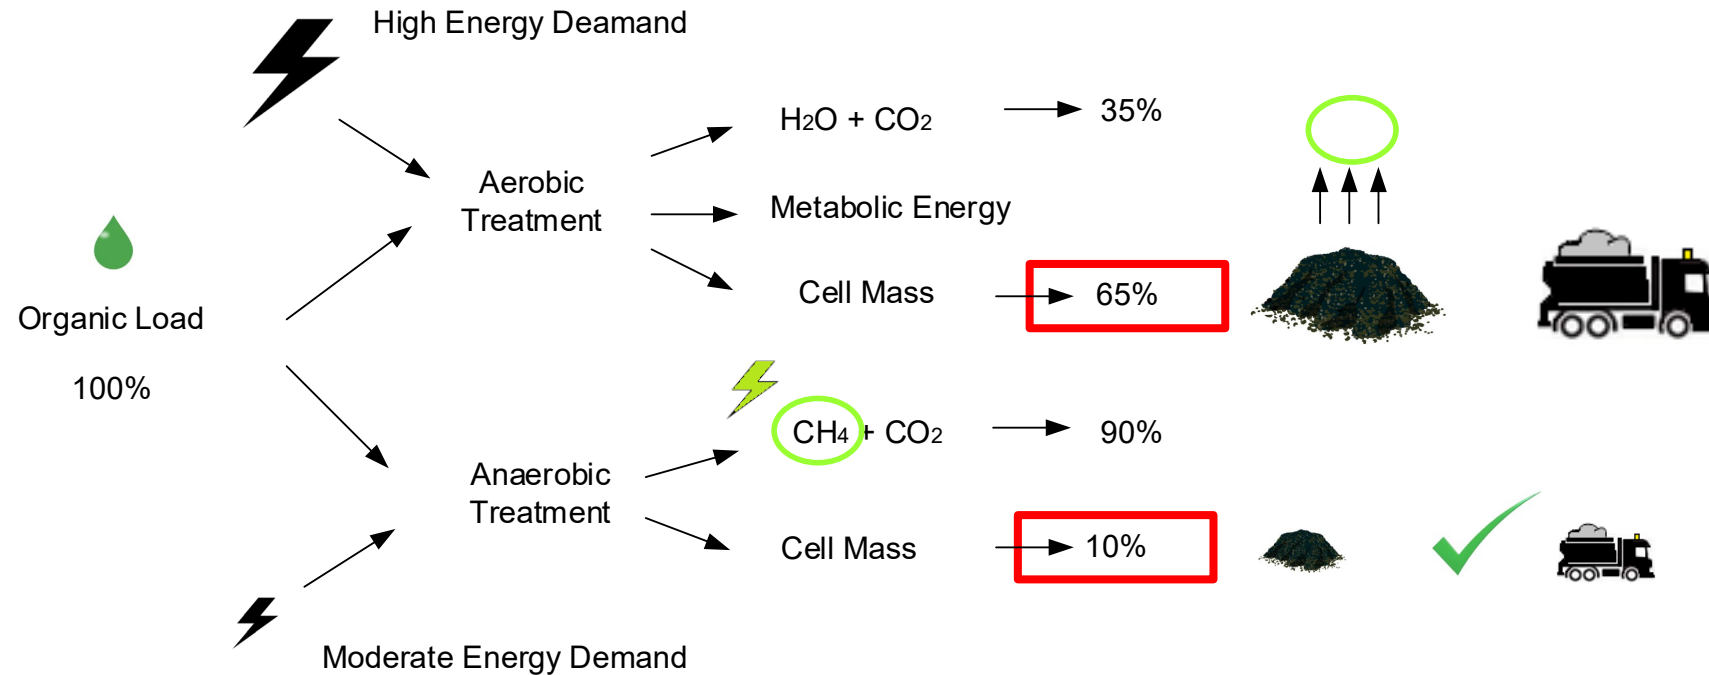 High Energy Deamand
H2O + CO2
35%
Aerobic
Treatment
Metabolic Energy
Cell Mass
65%
Organic Load
100%
CH4 + CO2
90%
Anaerobic
Treatment
Cell Mass
10%
Moderate Energy Demand